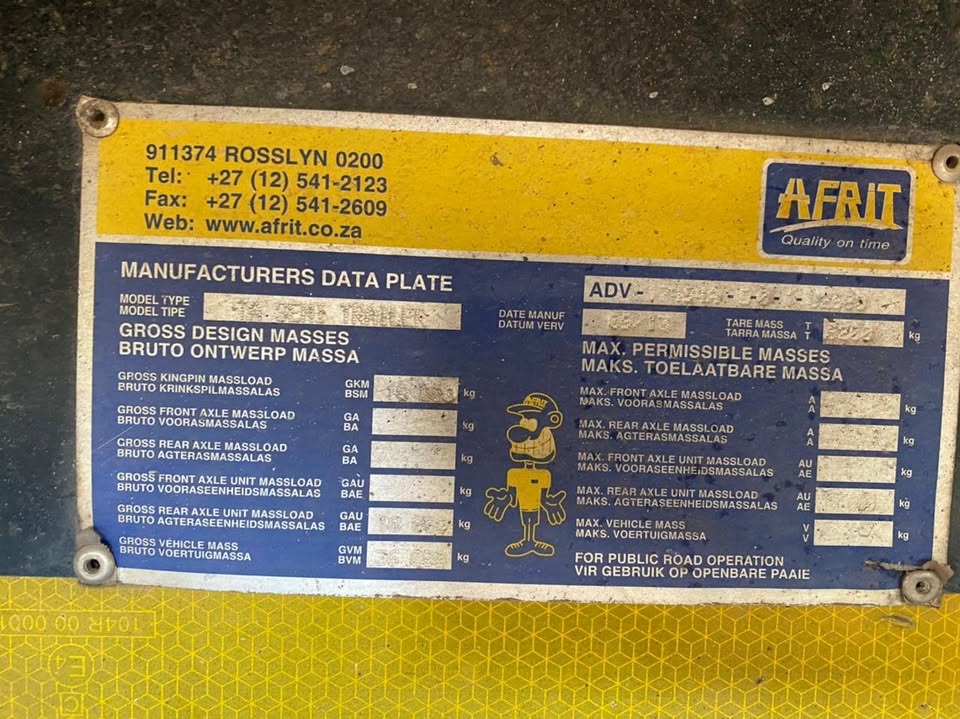 911374 ROSSLYN 0200
Tel: +27 (12) 541-2123
Fax: +27 (12) 541-2609
Web: www.afrit.co.za
AFRIT
Quality on time
MANUFACTURERS DATA PLATE
ADV-
MODEL TYPE
MODEL TIPE
DATE MANUF
DATUM VERV
TARE MASS T
TARRA MASSA T
kg
GROSS DESIGN MASSES
BRUTO ONTWERP MASSA
MAX. PERMISSIBLE MASSES
MAKS. TOELAATBARE MASSA
GROSS KINGPIN MASSLOAD GKM
BRUTO KRINKSPILMASSALAS BSM
kg
GROSS FRONT AXLE MASSLOAD GA
BRUTO VOORASMASSALAS BA
kg
GROSS REAR AXLE MASSLOAD GA
BRUTO AGTERASMASSALAS BA
kg
GROSS FRONT AXLE UNIT MASSLOAD GAU
BRUTO VOORASEENHEIDSMASSALAS BAE
kg
GROSS REAR AXLE UNIT MASSLOAD GAU
BRUTO AGTERASEENHEIDSMASSALAS BAE
kg
GROSS VEHICLE MASS GVM
BRUTO VOERTUIGMASSA BVM
kg
AFRIT
MAX. FRONT AXLE MASSLOAD A
MAKS. VOORASMASSALAS A
kg
MAX. REAR AXLE MASSLOAD A
MAKS. AGTERASMASSALAS A
kg
MAX. FRONT AXLE UNIT MASSLOAD AU
MAKS. VOORASEENHEIDSMASSALAS AE
kg
MAX. REAR AXLE UNIT MASSLOAD AU
MAKS. AGTERASEENHEIDSMASSALAS AE
kg
MAX. VEHICLE MASS V
MAKS. VOERTUIGMASSA V
kg
FOR PUBLIC ROAD OPERATION
VIR GEBRUIK OP OPENBARE PAAIE
104R 00 0001
E4
C